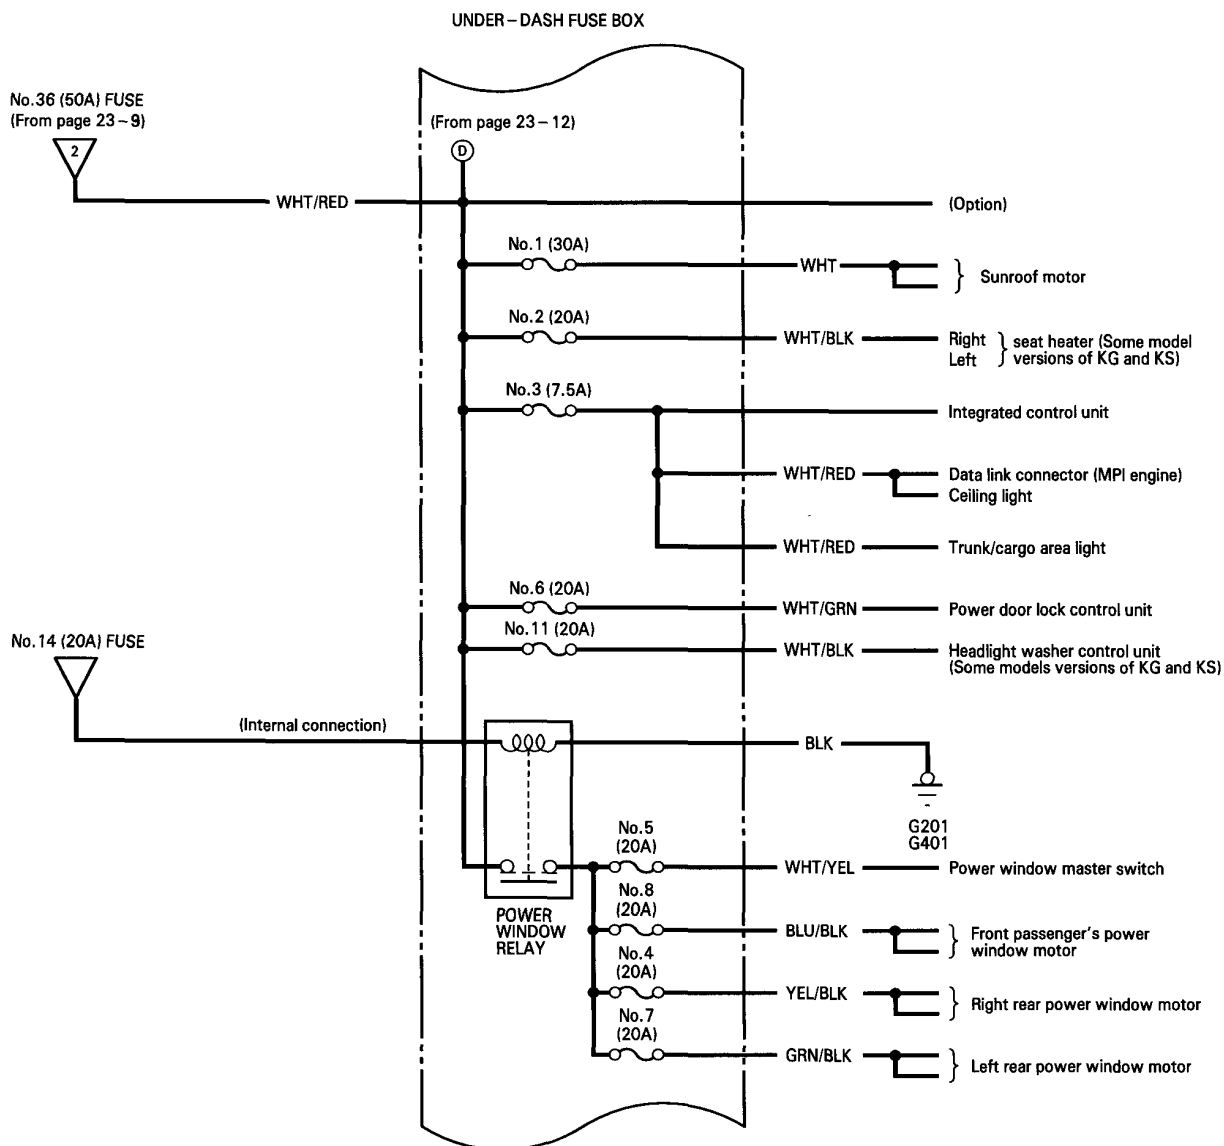 UNDER-DASH FUSE BOX
No.36 (50A) FUSE
(From page 23-9)
2
(From page 23-12)
D
WHT/RED
(Option)
No.1 (30A)
WHT
Sunroof motor
No.2 (20A)
WHT/BLK
Right
Left
seat heater (Some model
versions of KG and KS)
No.3 (7.5A)
Integrated control unit
WHT/RED
Data link connector (MPI engine)
Ceiling light
WHT/RED
Trunk/cargo area light
No.6 (20A)
WHT/GRN
Power door lock control unit
No.11 (20A)
WHT/BLK
Headlight washer control unit
(Some models versions of KG and KS)
No.14 (20A) FUSE
(Internal connection)
BLK
G201
G401
POWER
WINDOW
RELAY
No.5
(20A)
WHT/YEL
Power window master switch
No.8
(20A)
BLU/BLK
Front passenger's power
window motor
No.4
(20A)
YEL/BLK
Right rear power window motor
No.7
(20A)
GRN/BLK
Left rear power window motor